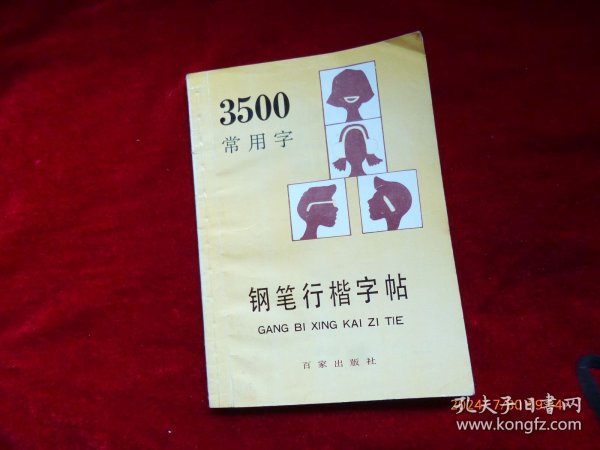 3500
常用字
钢笔行楷字帖
GANG BI XING KAI ZI TIE
百家出版社
孔夫子旧书网
www.kongfz.com